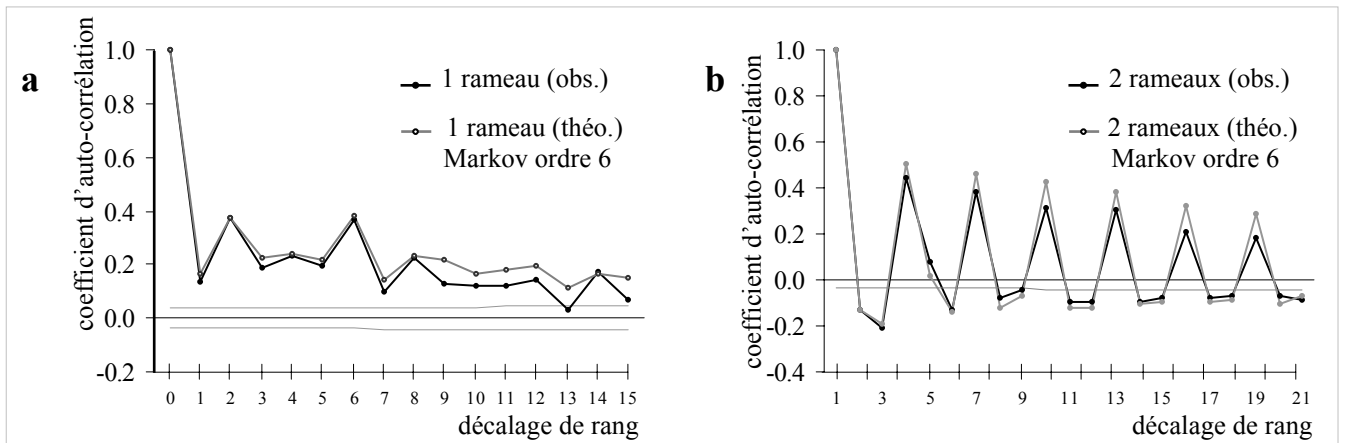 a
coefficient d'auto-corrélation
1.0
0.8
0.6
0.4
0.2
0.0
-0.2
1 rameau (obs.)
1 rameau (théo.)
Markov ordre 6
0 1 2 3 4 5 6 7 8 9 10 11 12 13 14 15
décalage de rang
b
coefficient d'auto-corrélation
1.0
0.8
0.6
0.4
0.2
0.0
-0.2
-0.4
2 rameaux (obs.)
2 rameaux (théo.)
Markov ordre 6
1 3 5 7 9 11 13 15 17 19 21
décalage de rang